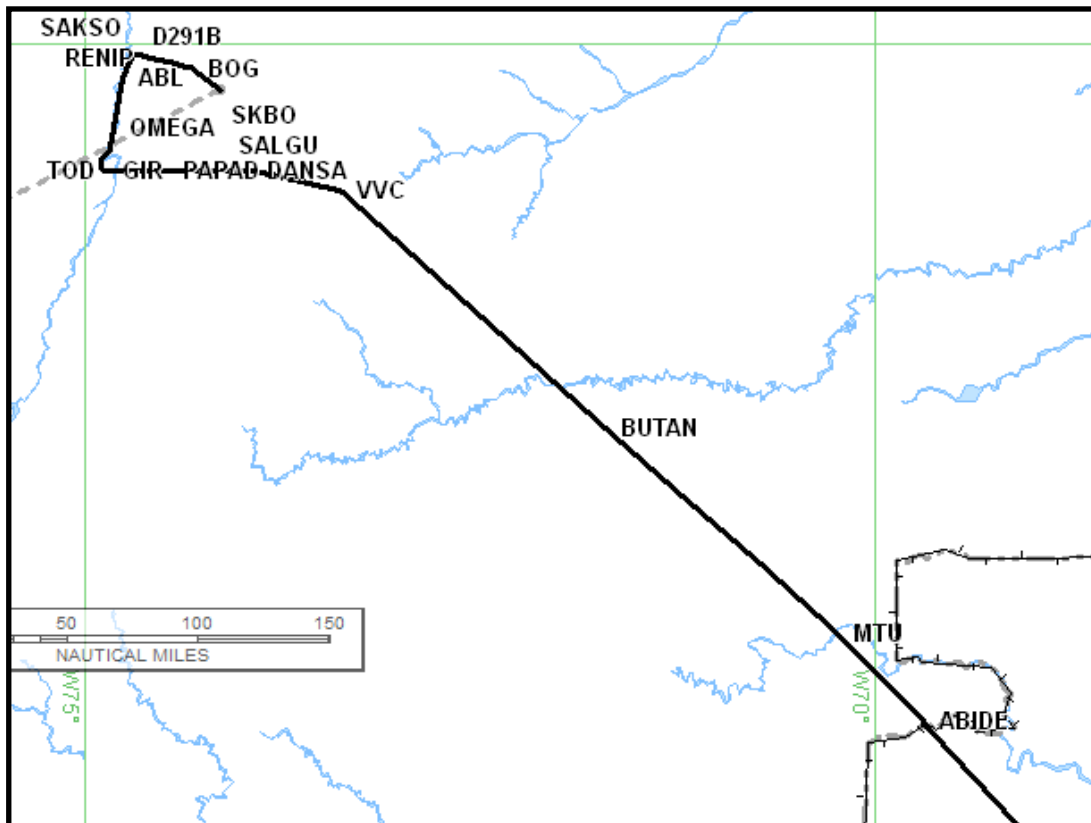 SAKSO
D291B
RENIP
ABL
BOG
SKBO
OMEGA
SALGU
TOD
GIR
PAPAD
DANSA
VVC
BUTAN
50 100 150
NAUTICAL MILES
MTU
W75°
W70°
ABIDE